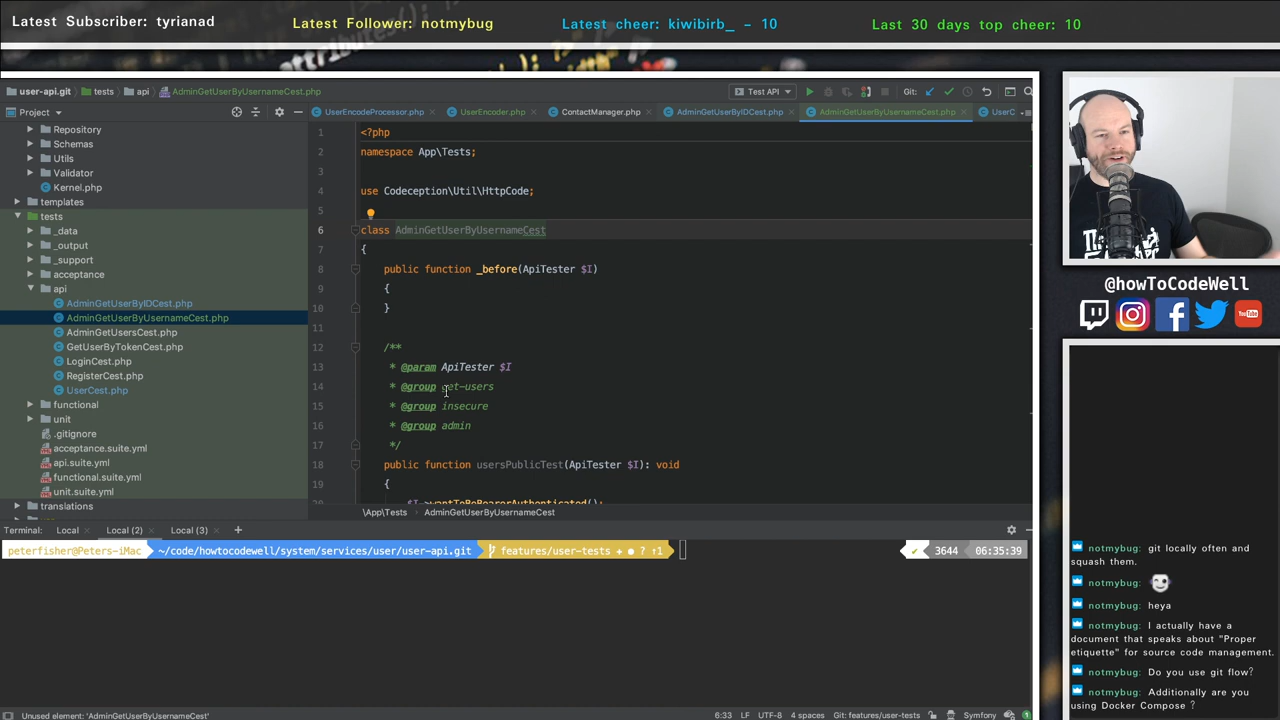 Latest Subscriber: tyrianad
Latest Follower: notmybug
Latest cheer: kiwibirb_ - 10
Last 30 days top cheer: 10
user-api.git
tests
api
AdminGetUserByUsernameCest.php
Test API
Git:
Project
UserEncodeProcessor.php
UserEncoder.php
ContactManager.php
AdminGetUserByIDCest.php
AdminGetUserByUsernameCest.php
UserC
Repository
Schemas
Utils
Validator
Kernel.php
templates
tests
_data
_output
_support
acceptance
api
AdminGetUserByIDCest.php
AdminGetUserByUsernameCest.php
AdminGetUsersCest.php
GetUserByTokenCest.php
LoginCest.php
RegisterCest.php
UserCest.php
functional
unit
.gitignore
acceptance.suite.yml
api.suite.yml
functional.suite.yml
unit.suite.yml
translations
1 <?php
2 namespace App\Tests;
3
4 use Codeception\Util\HttpCode;
5
6 class AdminGetUserByUsernameCest
7 {
8 public function _before(ApiTester $I)
9 {
10 }
11
12 /**
13 * @param ApiTester $I
14 * @group get-users
15 * @group insecure
16 * @group admin
17 */
18 public function usersPublicTest(ApiTester $I): void
19 {
20 $I->wantToBeBearerAuthenticated();
\App\Tests
AdminGetUserByUsernameCest
Terminal:
Local
Local (2)
Local (3)
peterfisher@Peters-iMac
~/code/howtocodewell/system/services/user/user-api.git
features/user-tests + ● ? ↑1
✔
3644
06:35:39
Unused element: 'AdminGetUserByUsernameCest'
6:33
LF
UTF-8
4 spaces
Git: features/user-tests
Symfony
@howToCodeWell
You Tube
notmybug: git locally often and
squash them.
notmybug:
notmybug: heya
notmybug: I actually have a
document that speaks about "Proper
etiquette" for source code management.
notmybug: Do you use git flow?
notmybug: Additionally are you
using Docker Compose ?